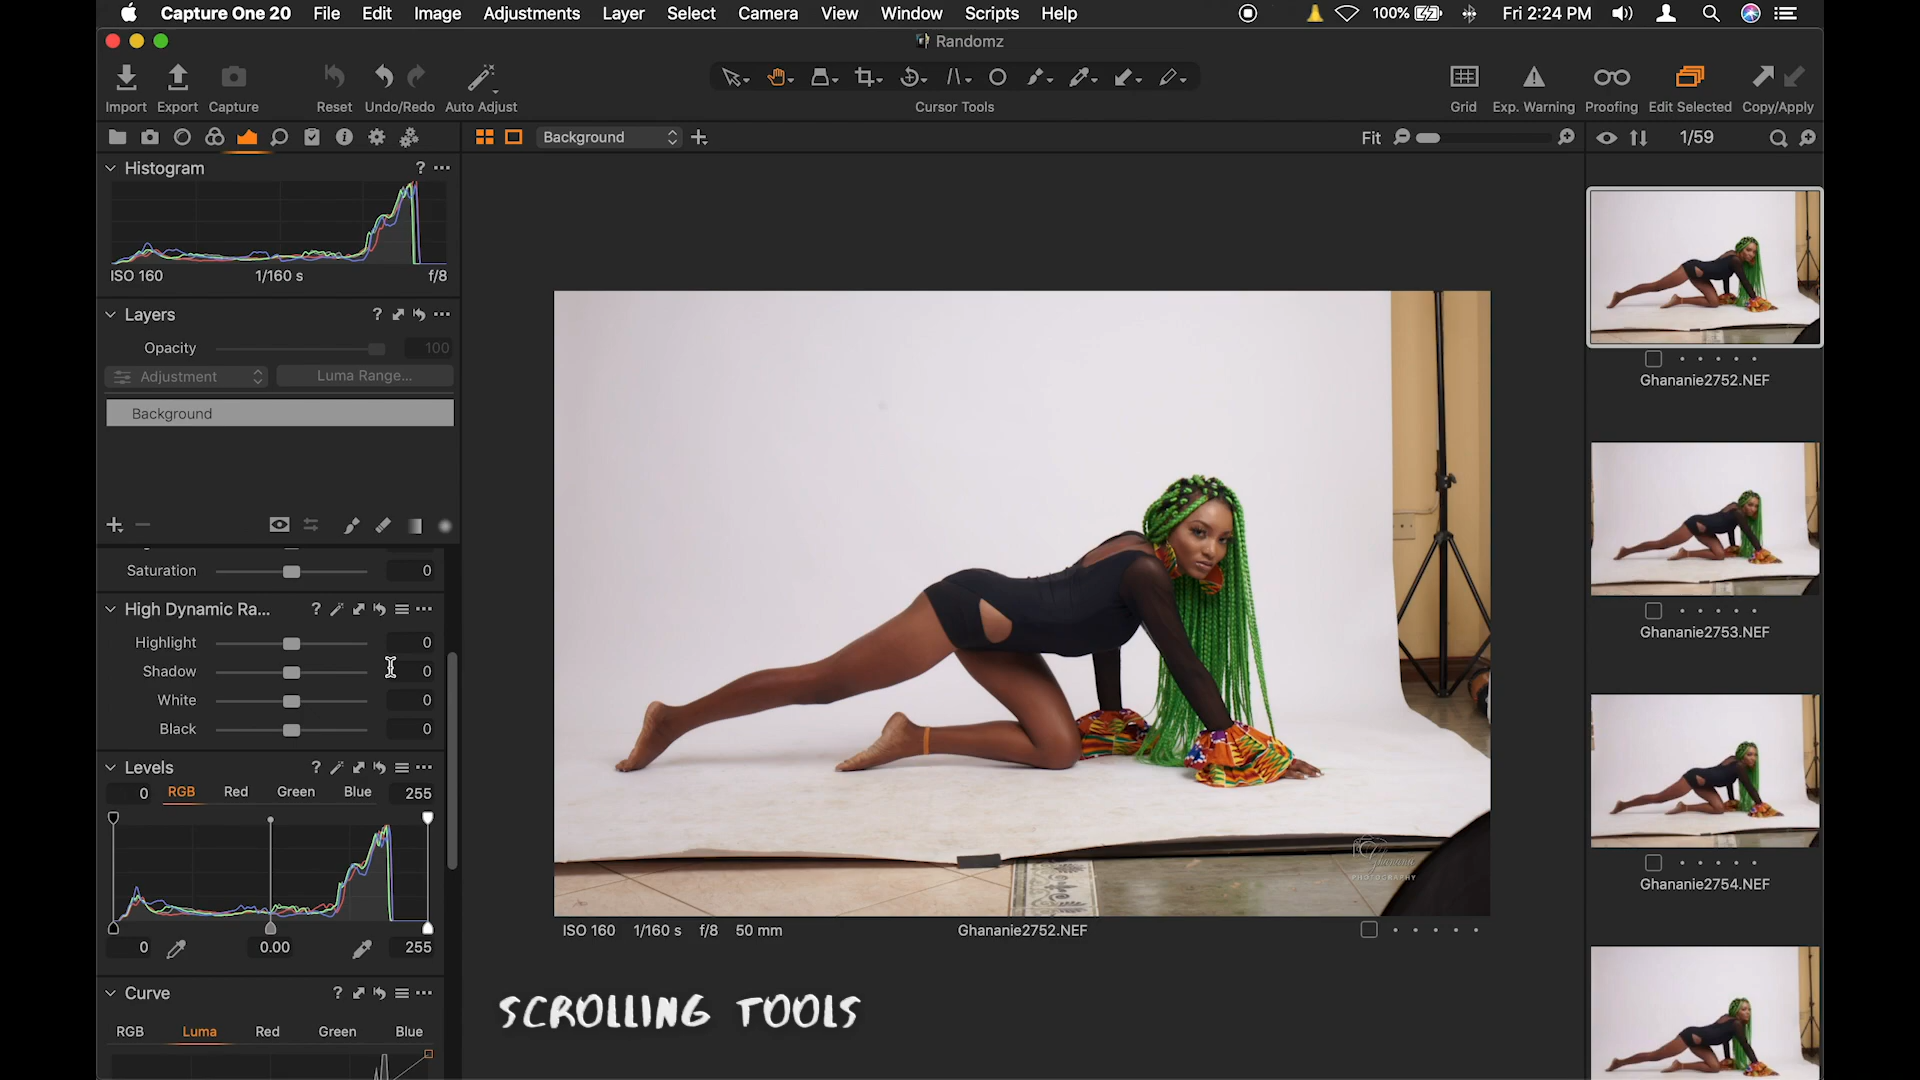 Capture One 20 File Edit Image Adjustments Layer Select Camera View Window Scripts Help 100% Fri 2:24 PM
Randomz
Import Export Capture Reset Undo/Redo Auto Adjust Cursor Tools Grid Exp. Warning Proofing Edit Selected Copy/Apply
Background Fit 1/59
Histogram ?
ISO 160 1/160 s f/8
Layers ?
Opacity 100
Adjustment Luma Range...
Background
Saturation 0
High Dynamic Ra... ?
Highlight 0
Shadow 0
White 0
Black 0
Levels ?
0 RGB Red Green Blue 255
0 0.00 255
Curve ?
RGB Luma Red Green Blue
PHOTOGRAPHY
ISO 160 1/160 s f/8 50 mm Ghananie2752.NEF
SCROLLING TOOLS
Ghananie2752.NEF
Ghananie2753.NEF
Ghananie2754.NEF